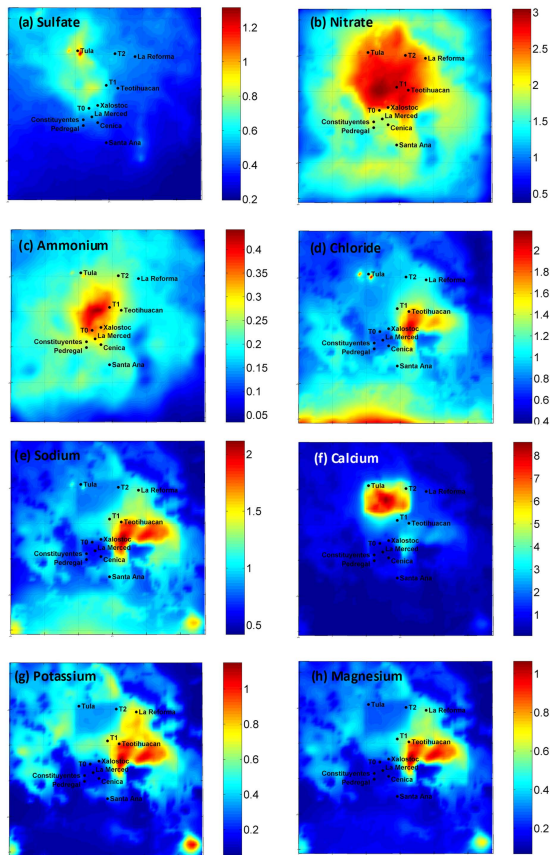 (a) Sulfate
Tula
T2
La Reforma
T1
Teotihuacan
T0
Xalostoc
La Merced
Constituyentes
Pedregal
Cenica
Santa Ana
1.2
1
0.8
0.6
0.4
0.2
(b) Nitrate
Tula
T2
La Reforma
T1
Teotihuacan
T0
Xalostoc
La Merced
Constituyentes
Pedregal
Cenica
Santa Ana
3
2.5
2
1.5
1
0.5
(c) Ammonium
Tula
T2
La Reforma
T1
Teotihuacan
T0
Xalostoc
La Merced
Constituyentes
Pedregal
Cenica
Santa Ana
0.4
0.35
0.3
0.25
0.2
0.15
0.1
0.05
(d) Chloride
Tula
T2
La Reforma
T1
Teotihuacan
T0
Xalostoc
La Merced
Constituyentes
Pedregal
Cenica
Santa Ana
2.2
2
1.8
1.6
1.4
1.2
1
0.8
0.6
0.4
(e) Sodium
Tula
T2
La Reforma
T1
Teotihuacan
T0
Xalostoc
La Merced
Constituyentes
Pedregal
Cenica
Santa Ana
2
1.5
1
0.5
(f) Calcium
Tula
T2
La Reforma
T1
Teotihuacan
T0
Xalostoc
La Merced
Constituyentes
Pedregal
Cenica
Santa Ana
8
7
6
5
4
3
2
1
(g) Potassium
Tula
T2
La Reforma
T1
Teotihuacan
T0
Xalostoc
La Merced
Constituyentes
Pedregal
Cenica
Santa Ana
1
0.8
0.6
0.4
0.2
(h) Magnesium
Tula
T2
La Reforma
T1
Teotihuacan
T0
Xalostoc
La Merced
Constituyentes
Pedregal
Cenica
Santa Ana
1
0.8
0.6
0.4
0.2